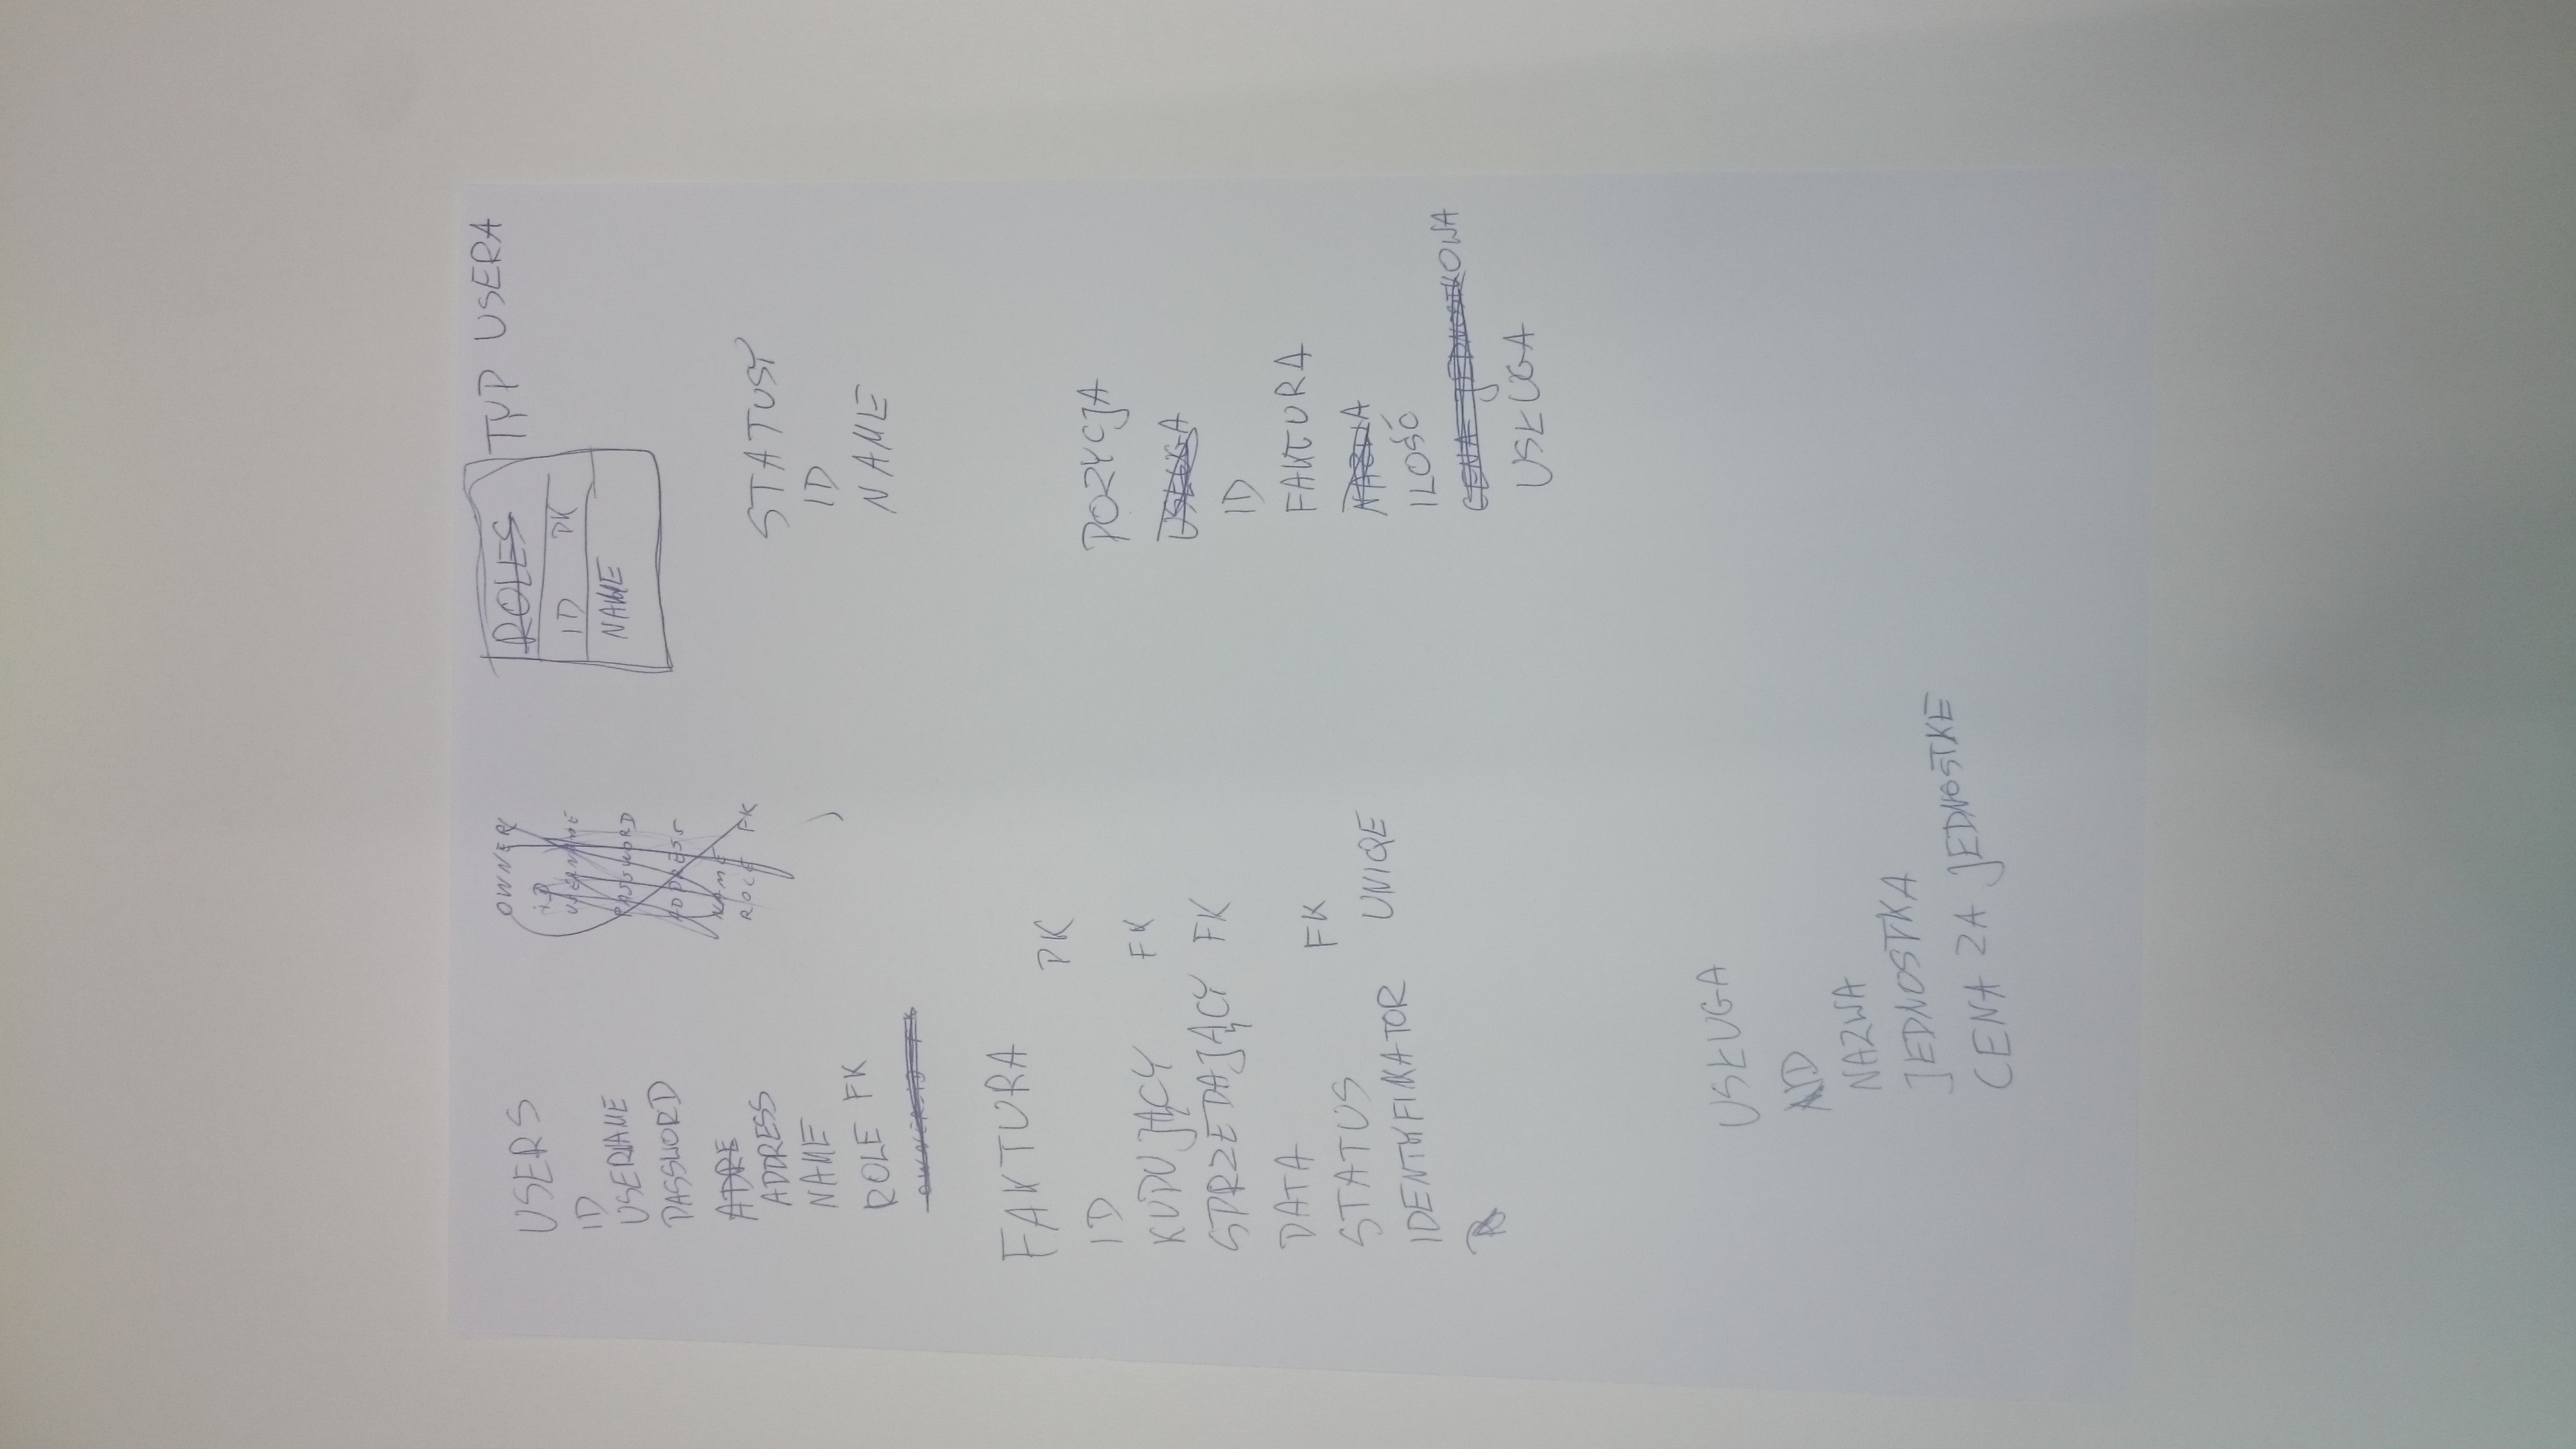 USERS
ID
USERNAME
PASSWORD
ADRE
ADDRESS
NAME
ROLE FK
OWNER
ID
USERNAME
PASSWORD
ADDRESS
NAME
ROLE FK
ROLES TYP USERA
ID PK
NAME
STATUSY
ID
NAME
FAKTURA
ID PK
KUPUJĄCY FK
SPRZEDAJĄCY FK
DATA
STATUS FK
IDENTYFIKATOR UNIQE
POZYCJA
USŁUGA
ID
FAKTURA
NAZWA
ILOŚĆ
CENA JEDNOSTKOWA
USŁUGA
USŁUGA
ID
NAZWA
JEDNOSTKA
CENA ZA JEDNOSTKE